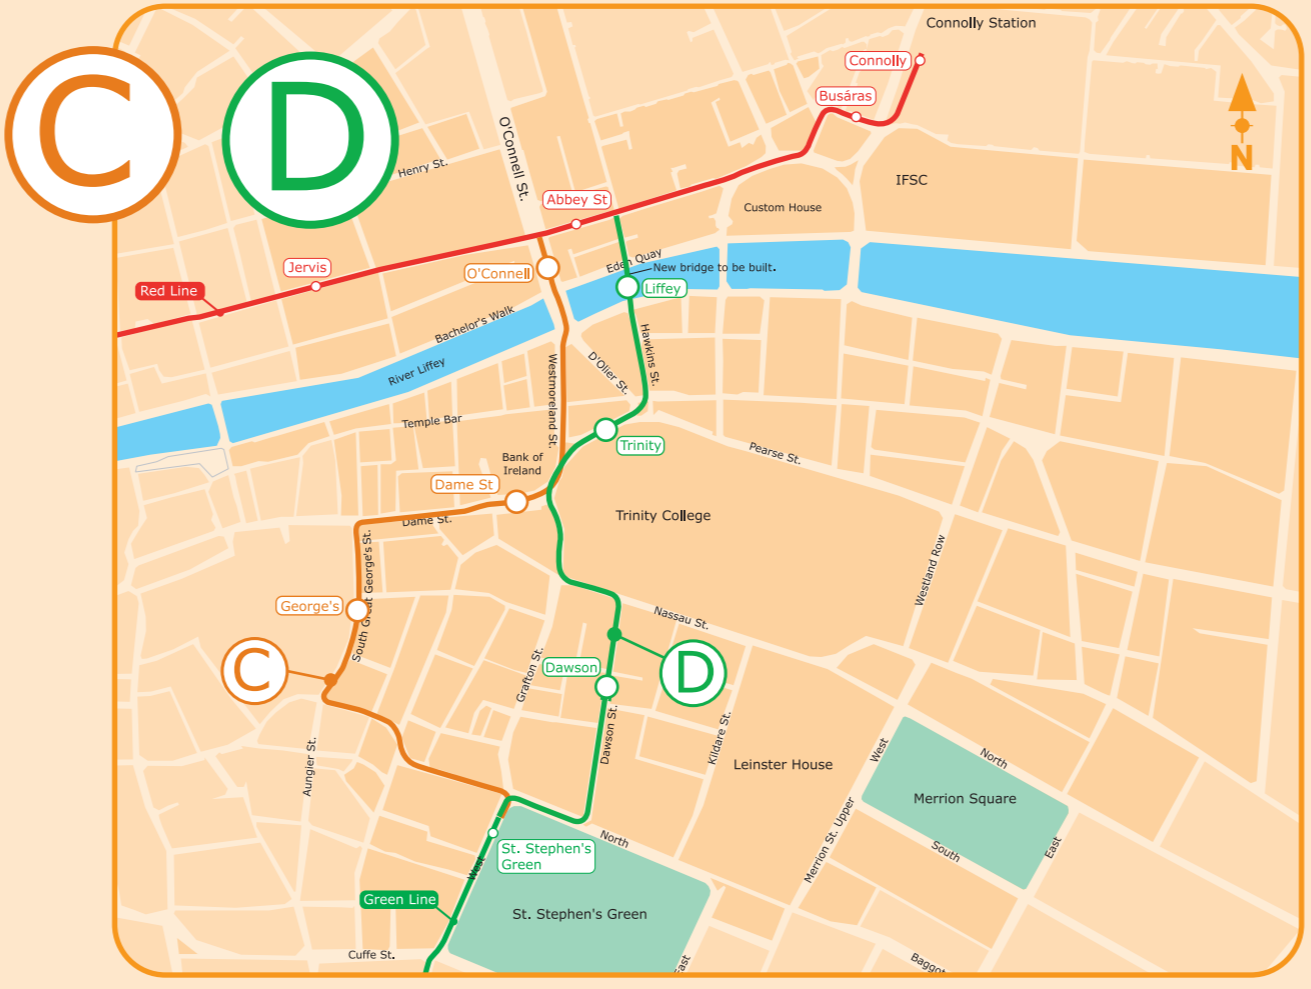 Connolly Station
Connolly
C
D
Busáras
O'Connell St.
Henry St.
N
IFSC
Abbey St
Custom House
Eden Quay
New bridge to be built.
Jervis
O'Connell
Red Line
Liffey
Bachelor's Walk
River Liffey
Hawkins St.
D'Olier St.
Westmoreland St.
Temple Bar
Trinity
Bank of
Ireland
Pearse St.
Dame St
Dame St.
Trinity College
South Great George's St.
Westland Row
George's
Nassau St.
C
Grafton St.
Dawson
D
Dawson St.
Kildare St.
Aungier St.
Leinster House
West
North
Merrion Square
Merrion St. Upper
South
East
North
St. Stephen's
Green
West
Green Line
St. Stephen's Green
Cuffe St.
Baggot